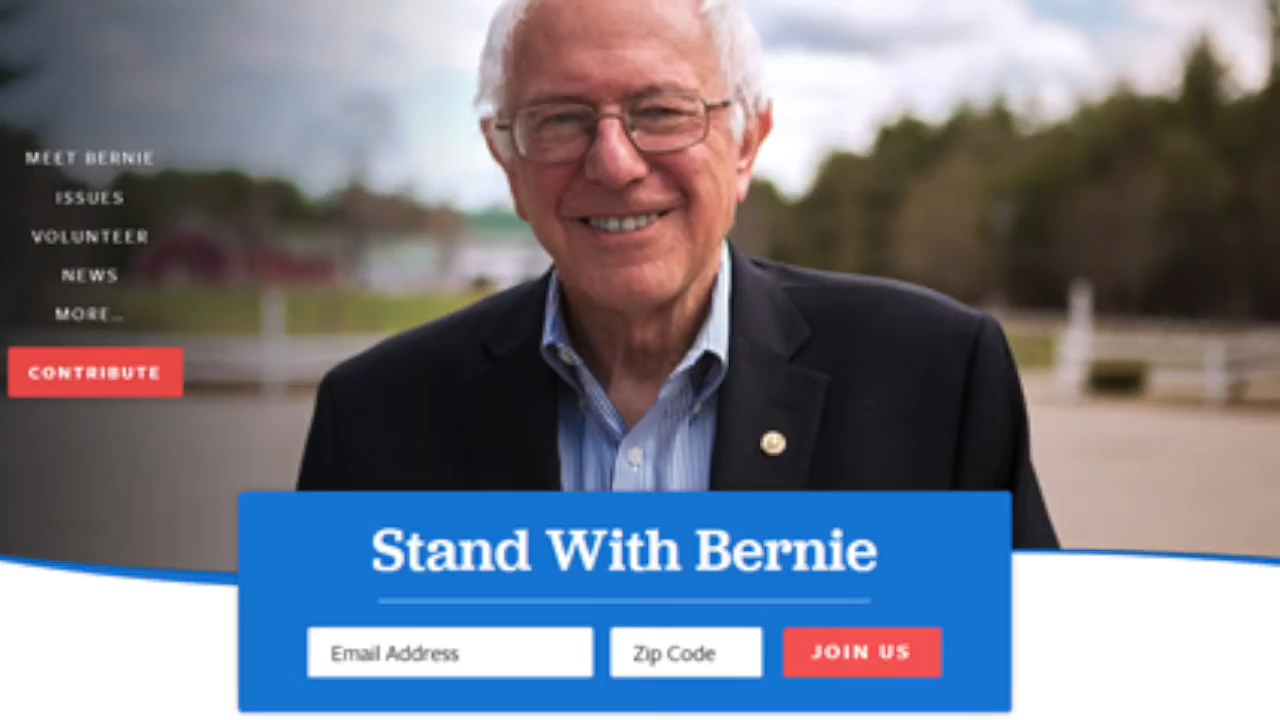 MEET BERNIE
ISSUES
VOLUNTEER
NEWS
MORE...
CONTRIBUTE
Stand With Bernie
Email Address
Zip Code
JOIN US